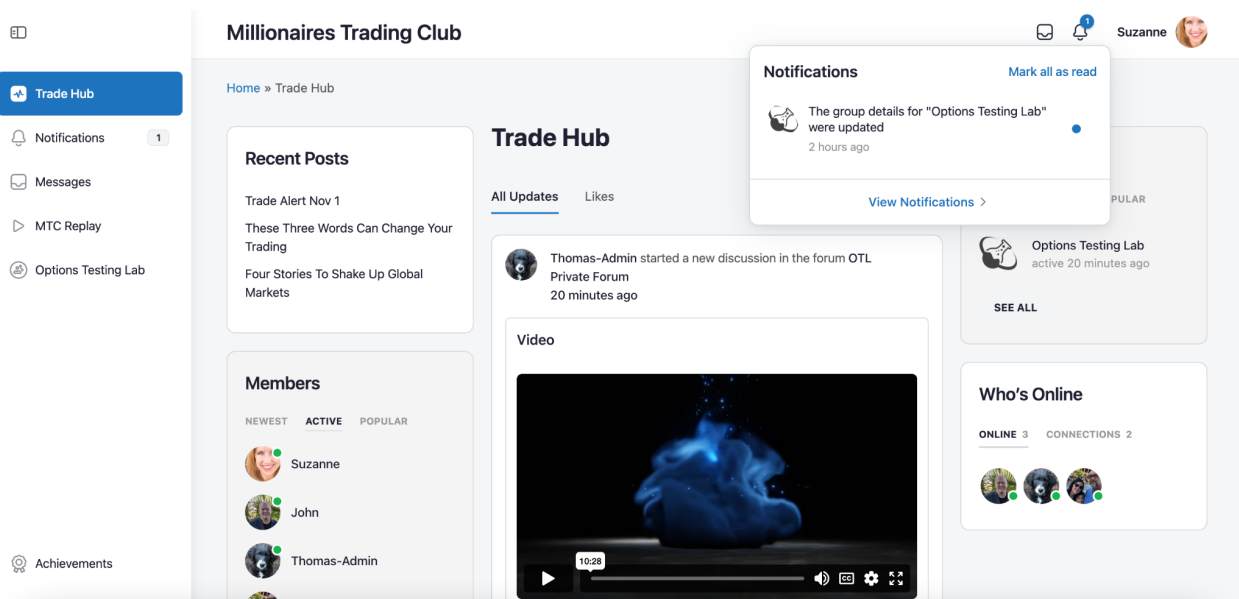 Millionaires Trading Club
1
Suzanne
Trade Hub
Notifications
1
Messages
MTC Replay
Options Testing Lab
Achievements
Home » Trade Hub
Recent Posts
Trade Alert Nov 1
These Three Words Can Change Your
Trading
Four Stories To Shake Up Global
Markets
Members
NEWEST ACTIVE POPULAR
Suzanne
John
Thomas-Admin
Trade Hub
All Updates Likes
Thomas-Admin started a new discussion in the forum OTL
Private Forum
20 minutes ago
Video
10:28
CC
Notifications
Mark all as read
The group details for "Options Testing Lab"
were updated
2 hours ago
View Notifications
PULAR
Options Testing Lab
active 20 minutes ago
SEE ALL
Who's Online
ONLINE 3 CONNECTIONS 2